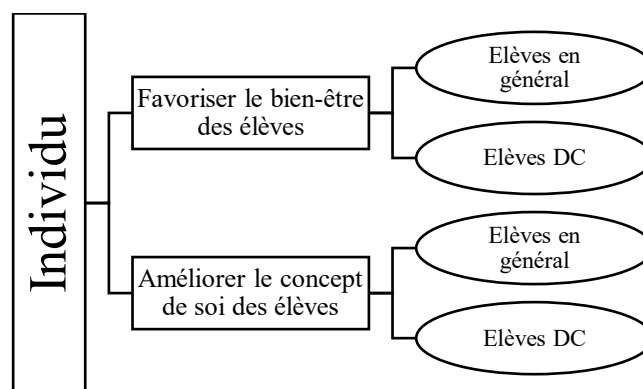 Individu
Favoriser le bien-être
des élèves
Elèves en
général
Elèves DC
Améliorer le concept
de soi des élèves
Elèves en
général
Elèves DC